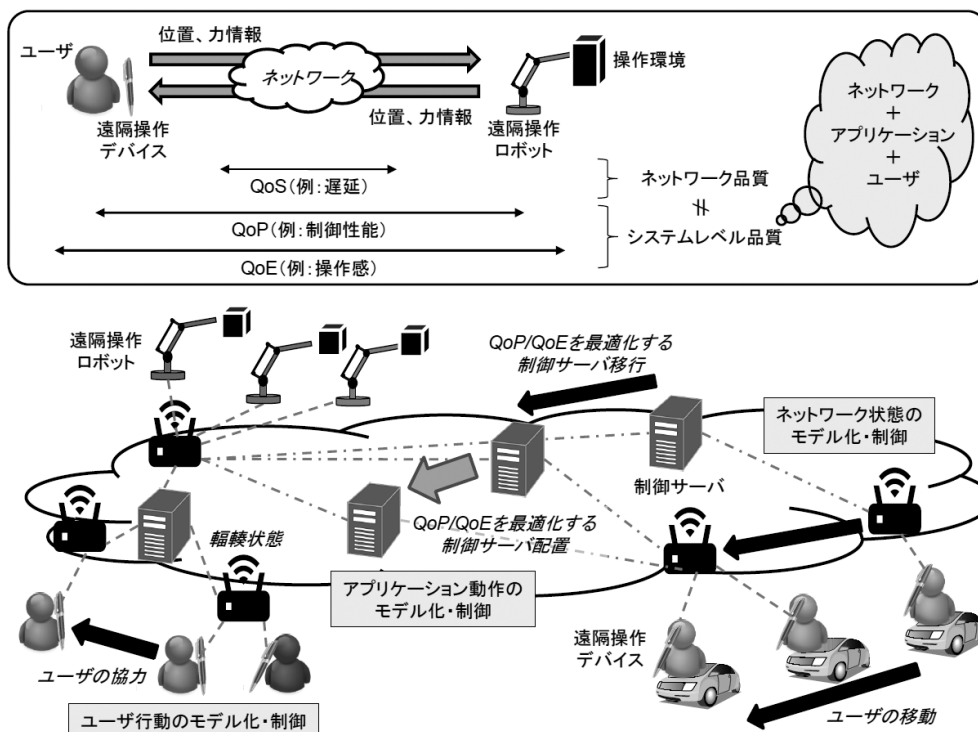 ユーザ
位置、力情報
ネットワーク
位置、力情報
操作環境
遠隔操作
デバイス
遠隔操作
ロボット
QoS(例:遅延)
QoP(例:制御性能)
QoE(例:操作感)
ネットワーク品質
≠
システムレベル品質
ネットワーク
+
アプリケーション
+
ユーザ
遠隔操作
ロボット
QoP/QoEを最適化する
制御サーバ移行
ネットワーク状態の
モデル化・制御
制御サーバ
QoP/QoEを最適化する
制御サーバ配置
輻輳状態
アプリケーション動作の
モデル化・制御
ユーザの協力
ユーザ行動のモデル化・制御
遠隔操作
デバイス
ユーザの移動